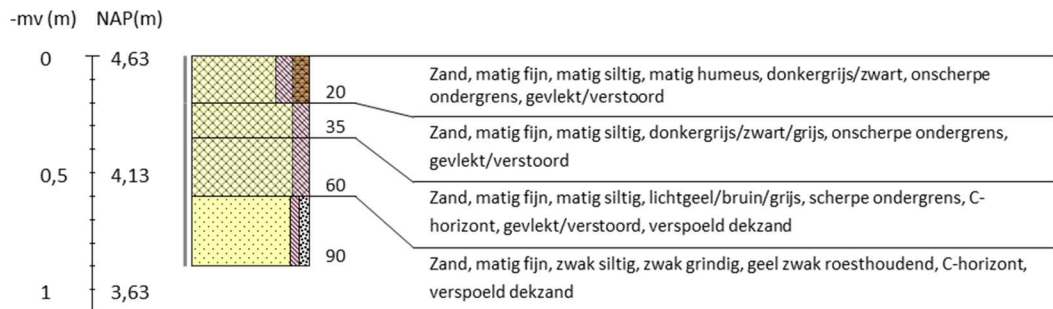 -mv (m) NAP(m)
0 4,63
Zand, matig fijn, matig siltig, matig humeus, donkergrijs/zwart, onscherpe
20 ondergrens, gevlekt/verstoord
35 Zand, matig fijn, matig siltig, donkergrijs/zwart/grijs, onscherpe ondergrens,
gevlekt/verstoord
0,5 4,13
60 Zand, matig fijn, matig siltig, lichtgeel/bruin/grijs, scherpe ondergrens, C-
horizont, gevlekt/verstoord, verspoeld dekzand
90 Zand, matig fijn, zwak siltig, zwak grindig, geel zwak roesthoudend, C-horizont,
1 3,63 verspoeld dekzand